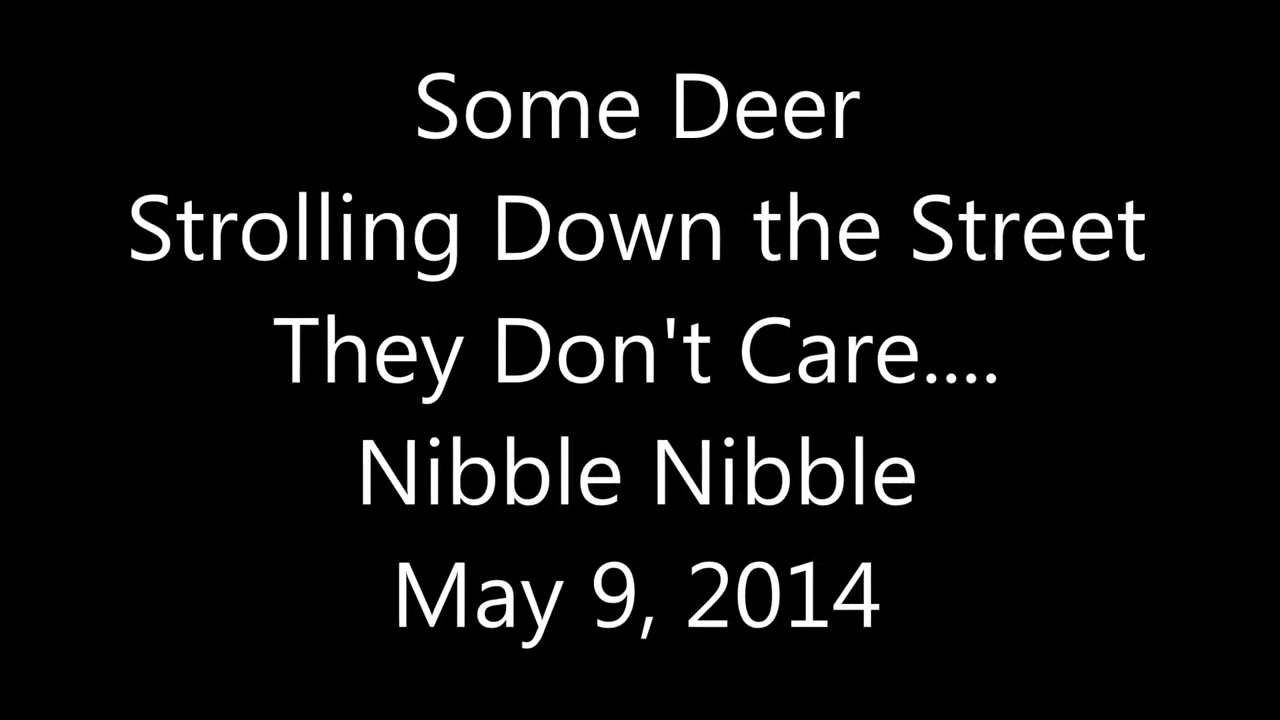 Some Deer
Strolling Down the Street
They Don't Care....
Nibble Nibble
May 9, 2014